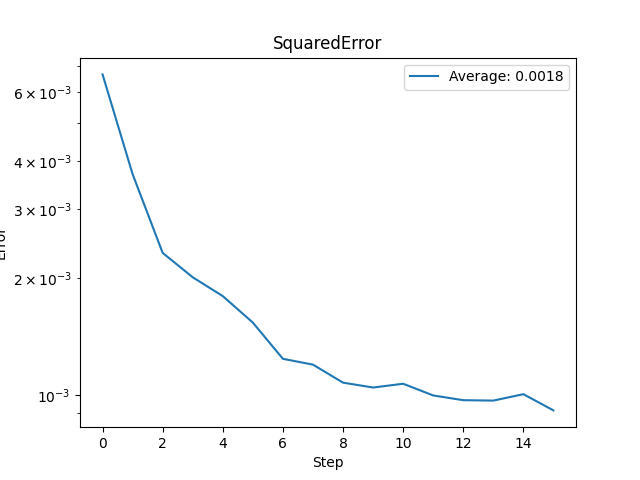 SquaredError
Average: 0.0018
6 × 10⁻³
4 × 10⁻³
3 × 10⁻³
2 × 10⁻³
10⁻³
Error
0 2 4 6 8 10 12 14
Step